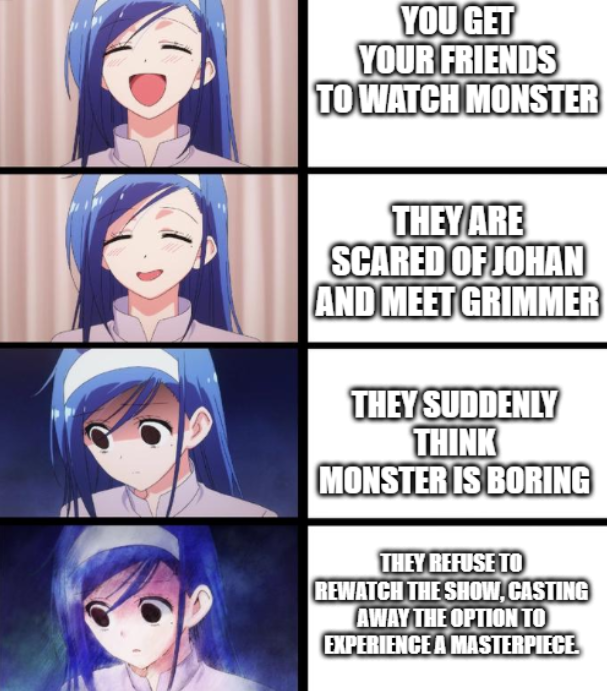 YOU GET
YOUR FRIENDS
TO WATCH MONSTER
THEY ARE
SCARED OF JOHAN
AND MEET GRIMMER
THEY SUDDENLY
THINK
MONSTER IS BORING
THEY REFUSE TO
REWATCH THE SHOW, CASTING
AWAY THE OPTION TO
EXPERIENCE A MASTERPIECE.